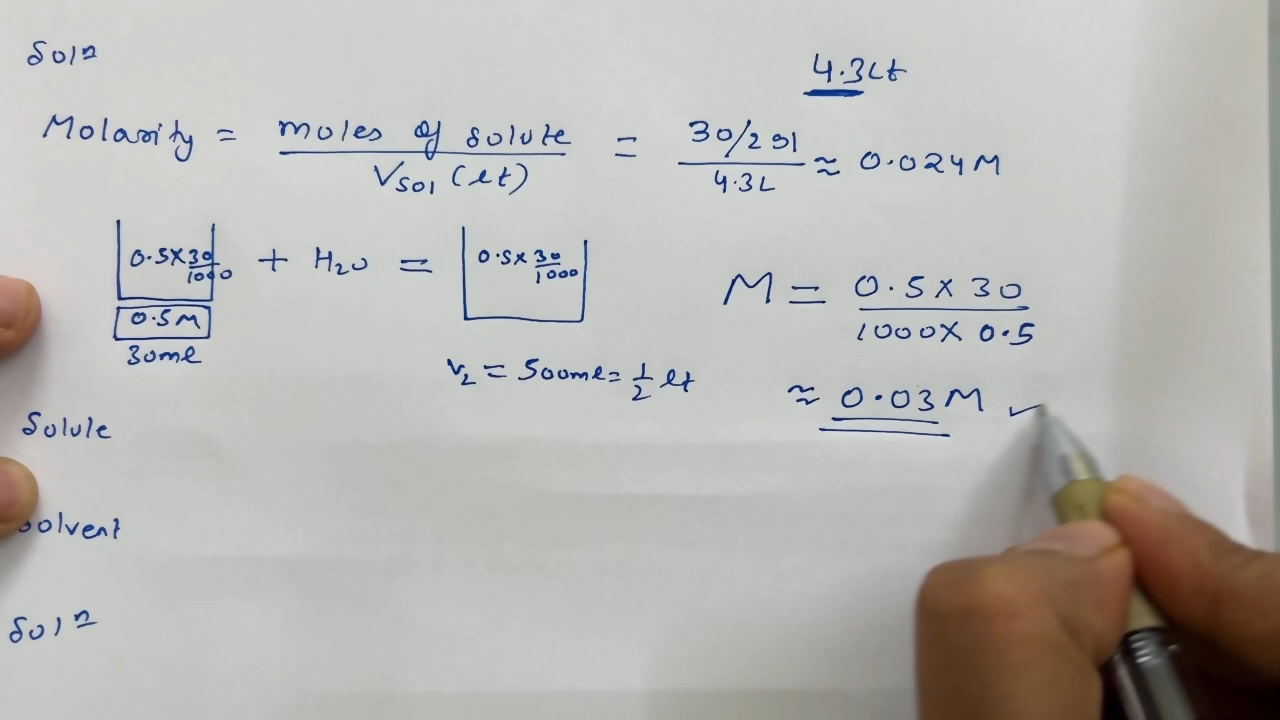 Solⁿ
4.3Lt
Molarity = moles of solute / Vsol (lt) = 30/291 / 4.3L ≈ 0.024M
0.5×30/1000 + H₂O = 0.5×30/1000
0.5M
30ml
V₂ = 500ml = 1/2 lt
M = 0.5 × 30 / 1000 × 0.5
≈ 0.03M ✓
Solute
Solvent
Solⁿ